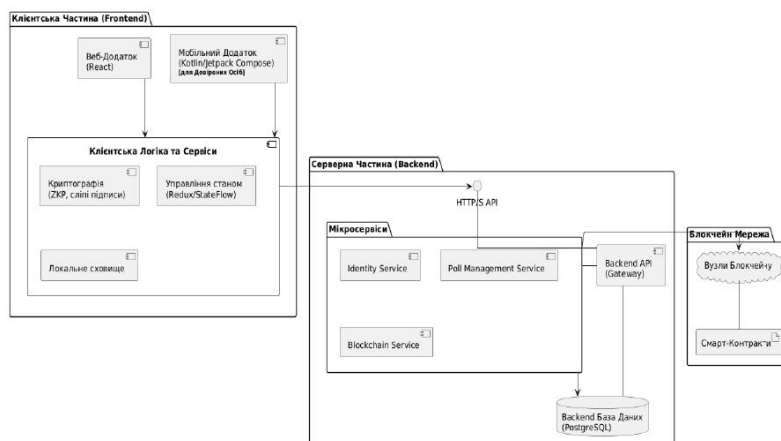 Клієнтська Частина (Frontend)
Веб-Додаток
(React)
Мобільний Додаток
(Kotlin/Jetpack Compose)
[для Довірених Осіб]
Клієнтська Логіка та Сервіси
Криптографія
(ZKP, сліпі підписи)
Управління станом
(Redux/StateFlow)
Локальне сховище
Серверна Частина (Backend)
HTTP/S API
Мікросервіси
Identity Service
Poll Management Service
Blockchain Service
Backend API
(Gateway)
Backend База Даних
(PostgreSQL)
Блокчейн Мережа
Вузли Блокчейну
Смарт-Контракти